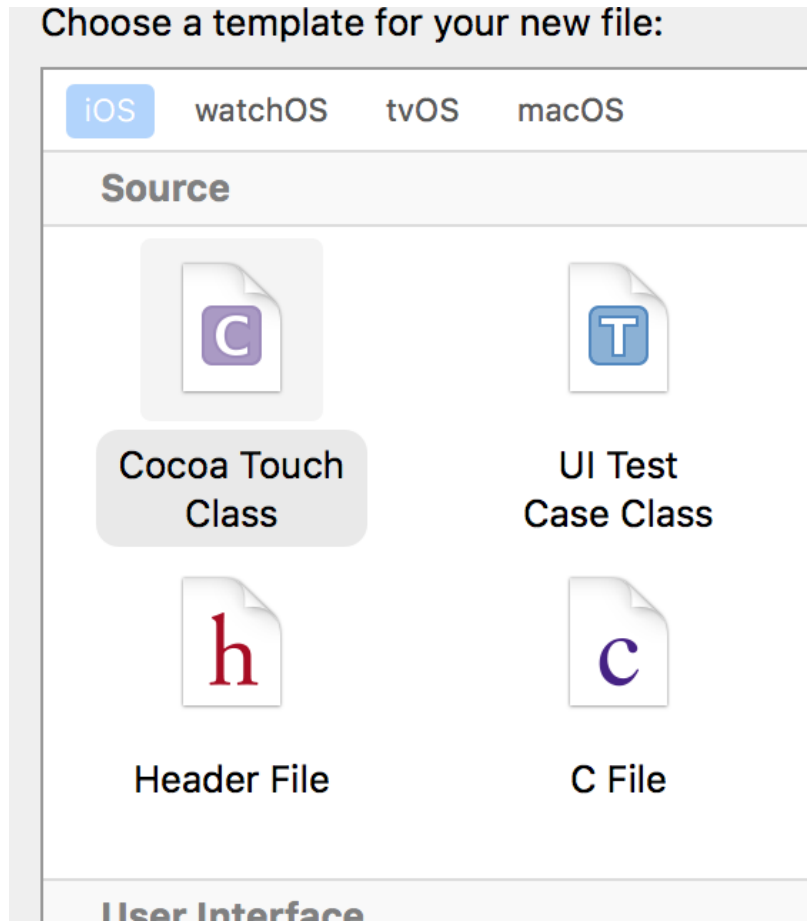 Choose a template for your new file:
iOS watchOS tvOS macOS
Source
C T
Cocoa Touch UI Test
Class Case Class
h c
Header File C File
User Interface